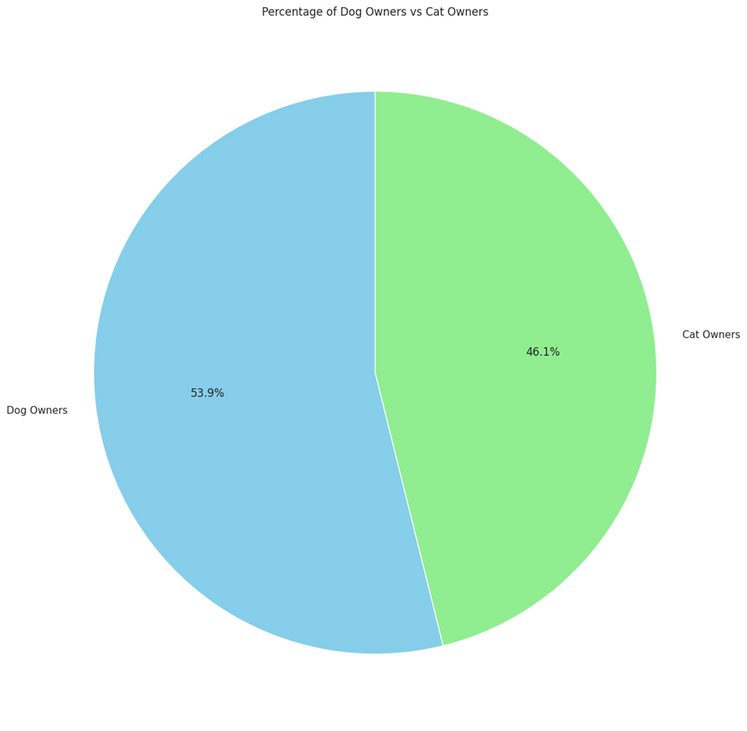 Percentage of Dog Owners vs Cat Owners
Cat Owners
46.1%
53.9%
Dog Owners